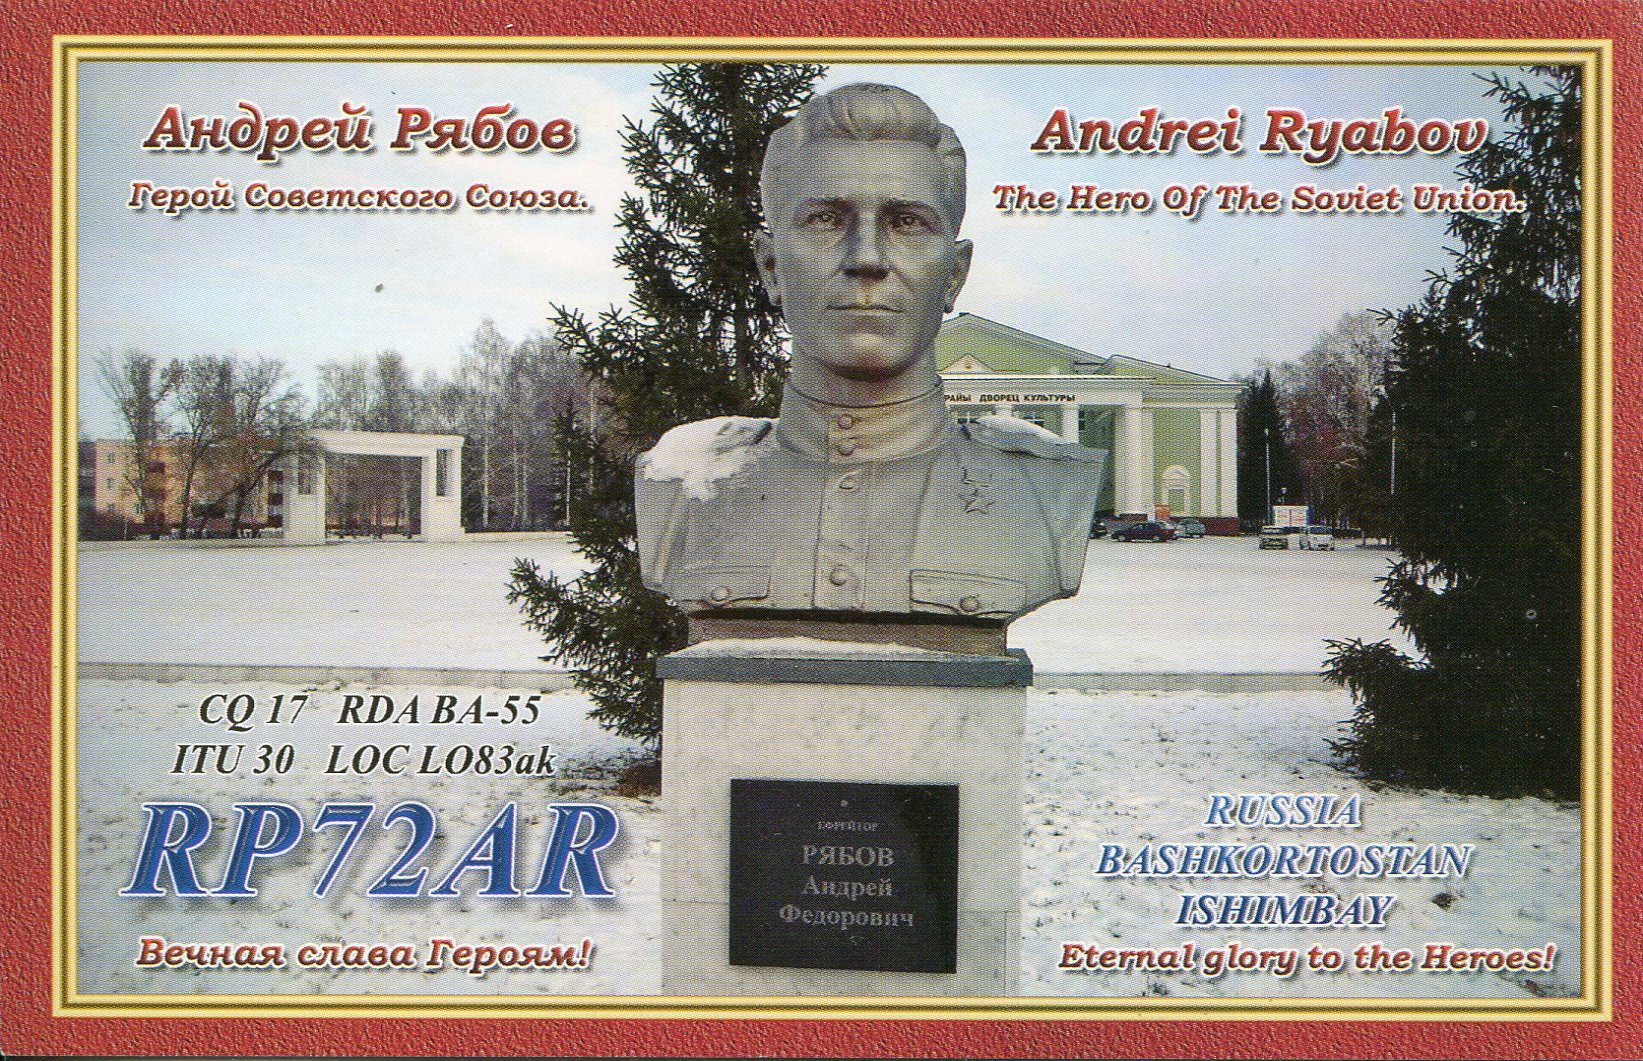 Андрей Рябов
Герой Советского Союза.
Andrei Ryabov
The Hero Of The Soviet Union.
ДВОРЕЦ КУЛЬТУРЫ
CQ 17 RDA BA-55
ITU 30 LOC LO83ak
RP72AR
Вечная слава Героям!
ЕФРЕЙТОР
РЯБОВ
Андрей
Федорович
RUSSIA
BASHKORTOSTAN
ISHIMBAY
Eternal glory to the Heroes!